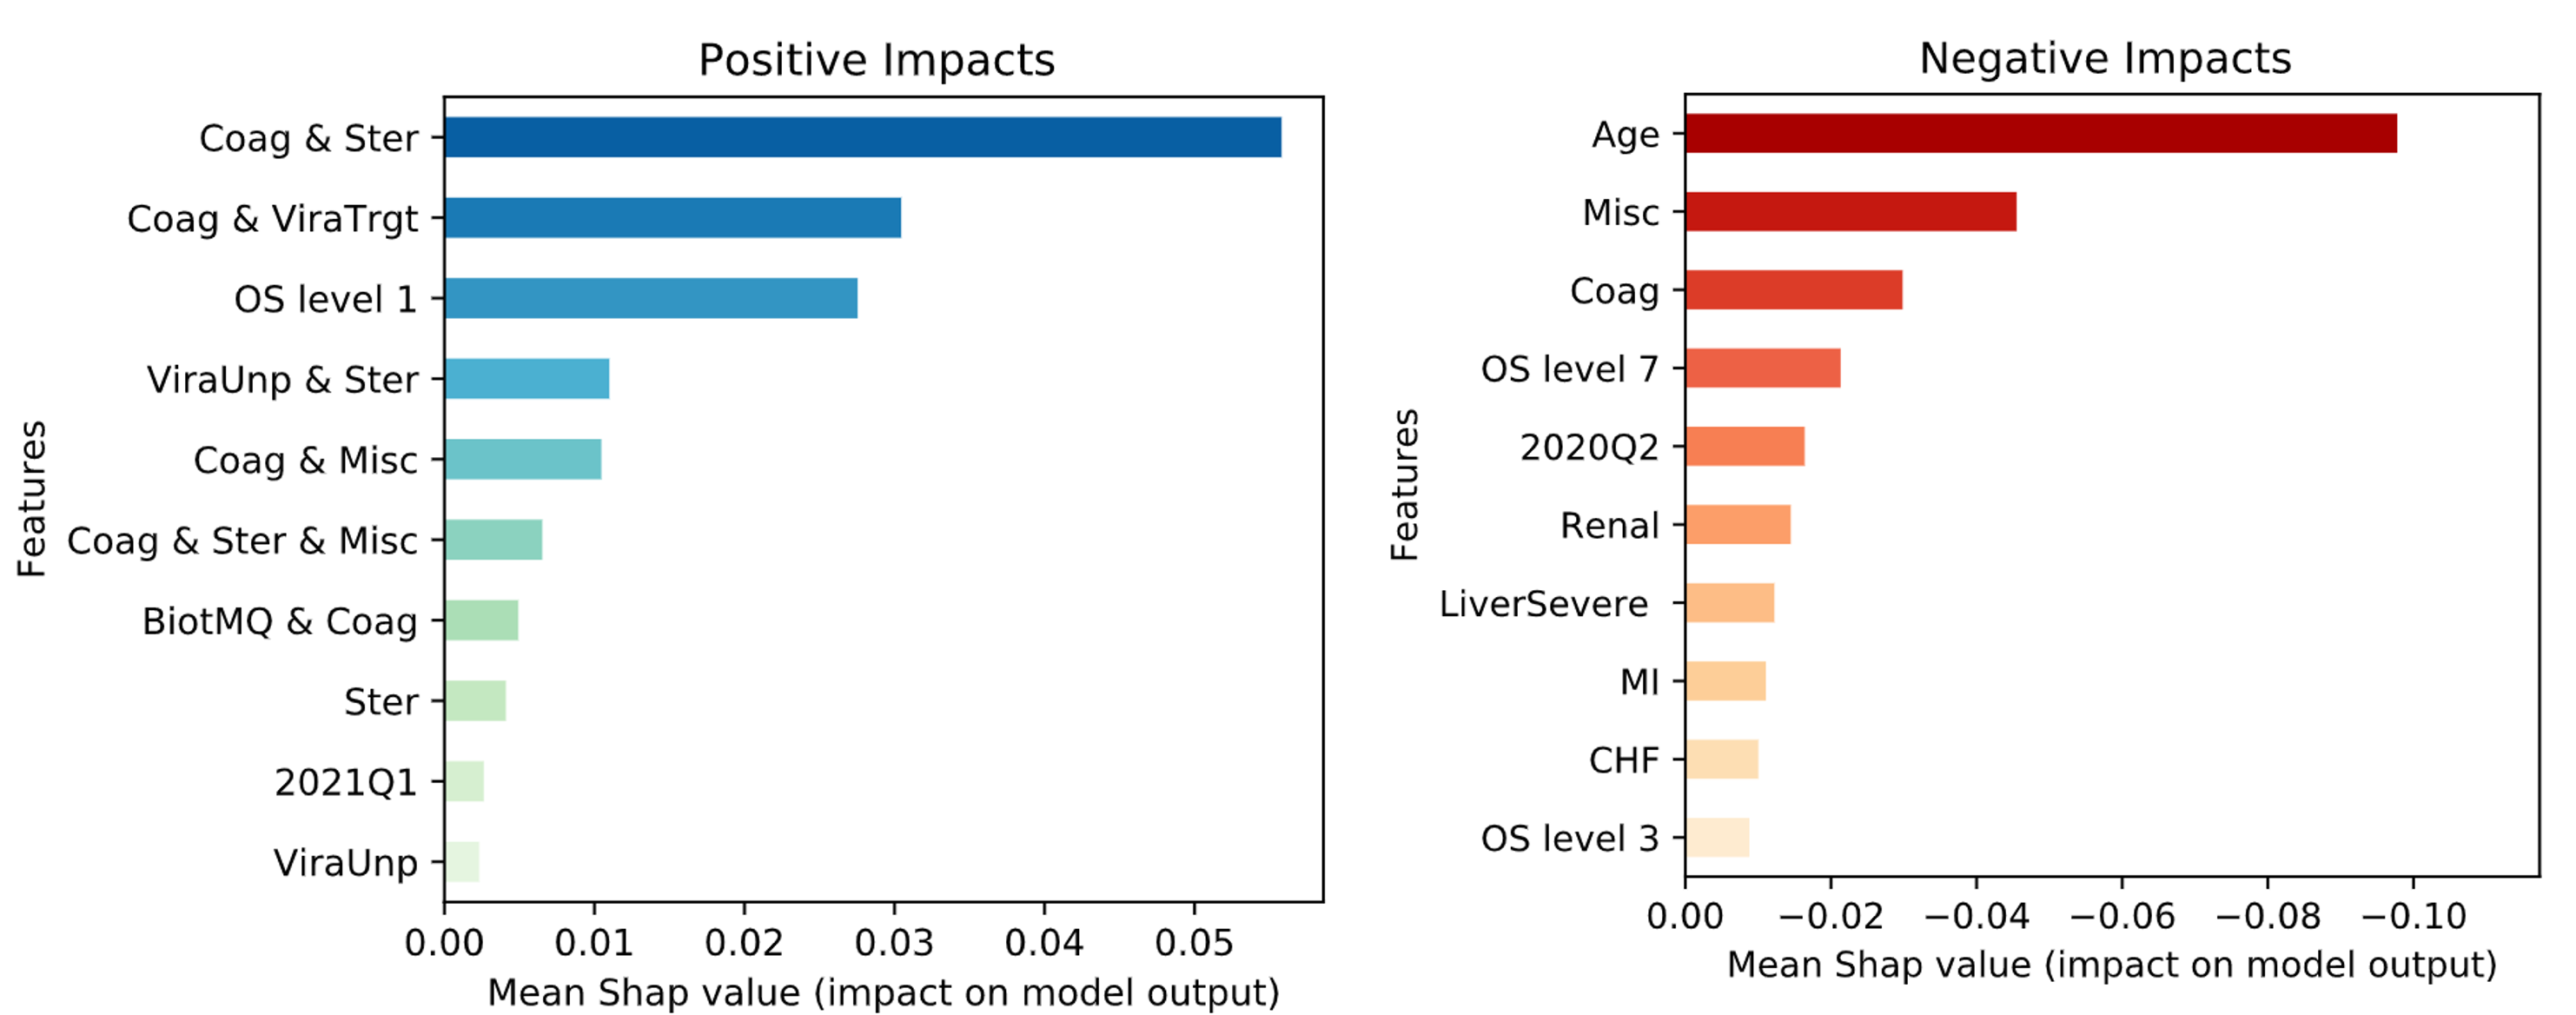 Positive Impacts
Features
Coag & Ster
Coag & ViraTrgt
OS level 1
ViraUnp & Ster
Coag & Misc
Coag & Ster & Misc
BiotMQ & Coag
Ster
2021Q1
ViraUnp
0.00 0.01 0.02 0.03 0.04 0.05
Mean Shap value (impact on model output)
Negative Impacts
Features
Age
Misc
Coag
OS level 7
2020Q2
Renal
LiverSevere
MI
CHF
OS level 3
0.00 −0.02 −0.04 −0.06 −0.08 −0.10
Mean Shap value (impact on model output)